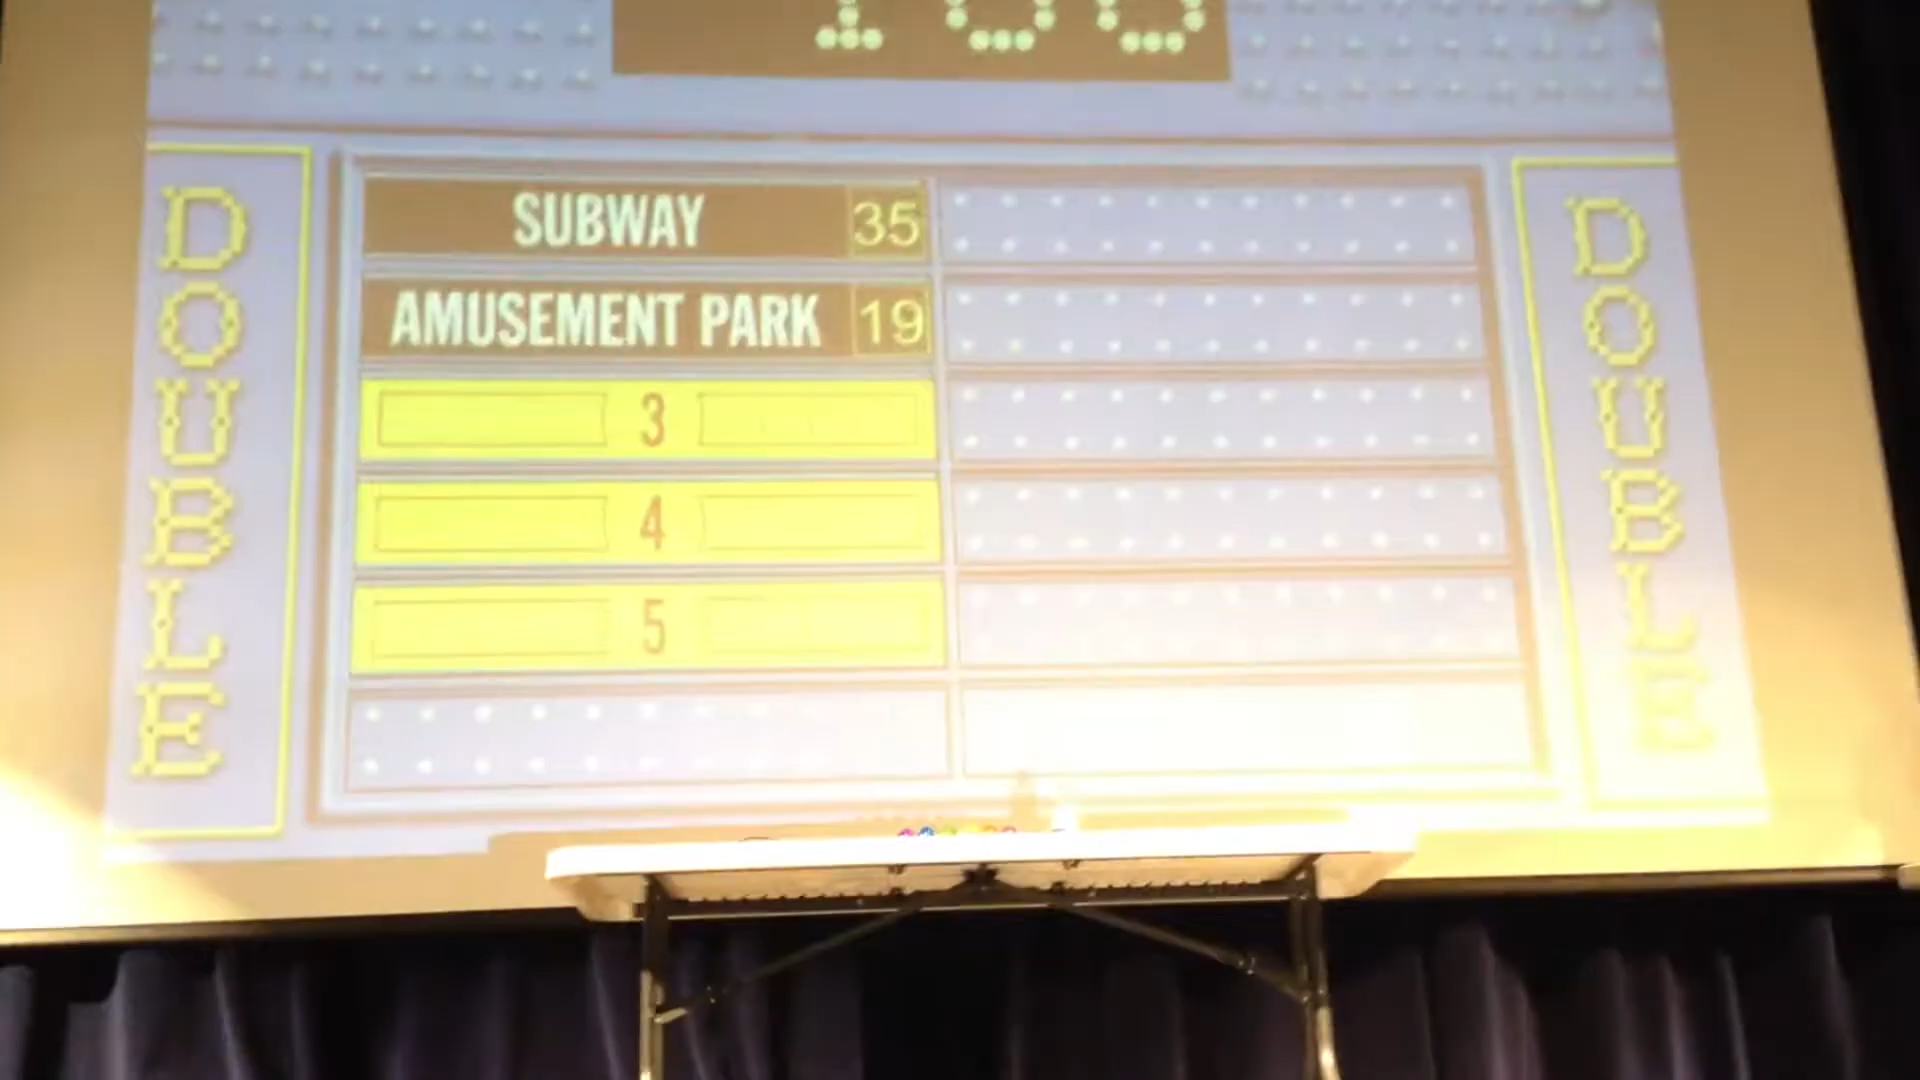 DOUBLE
SUBWAY 35
AMUSEMENT PARK 19
3
4
5
DOUBLE